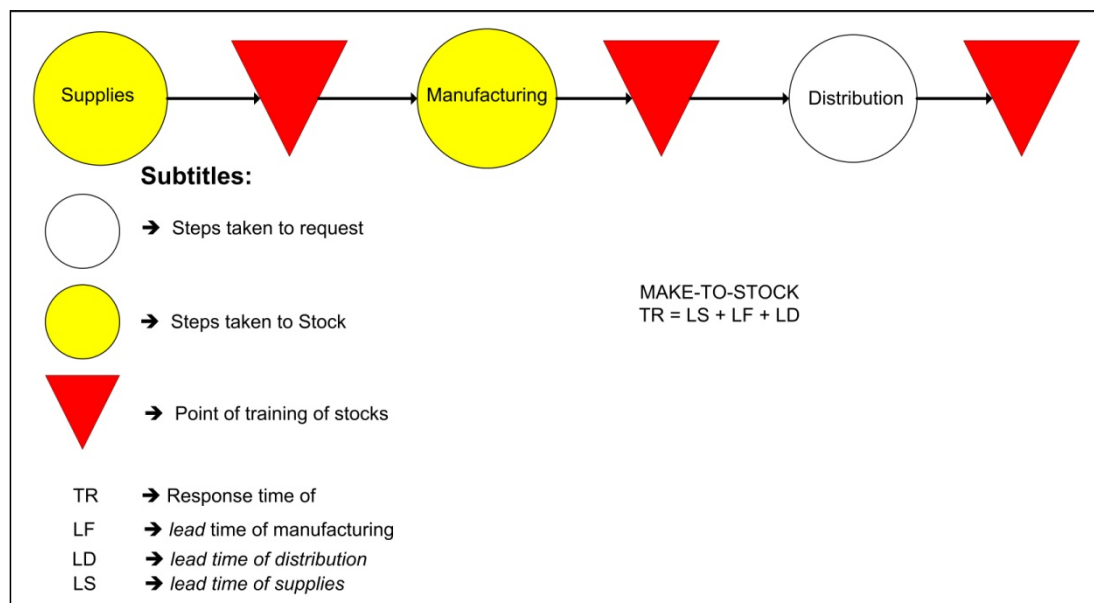 Supplies
Manufacturing
Distribution
Subtitles:
➔ Steps taken to request
➔ Steps taken to Stock
➔ Point of training of stocks
MAKE-TO-STOCK
TR = LS + LF + LD
TR ➔ Response time of
LF ➔ lead time of manufacturing
LD ➔ lead time of distribution
LS ➔ lead time of supplies